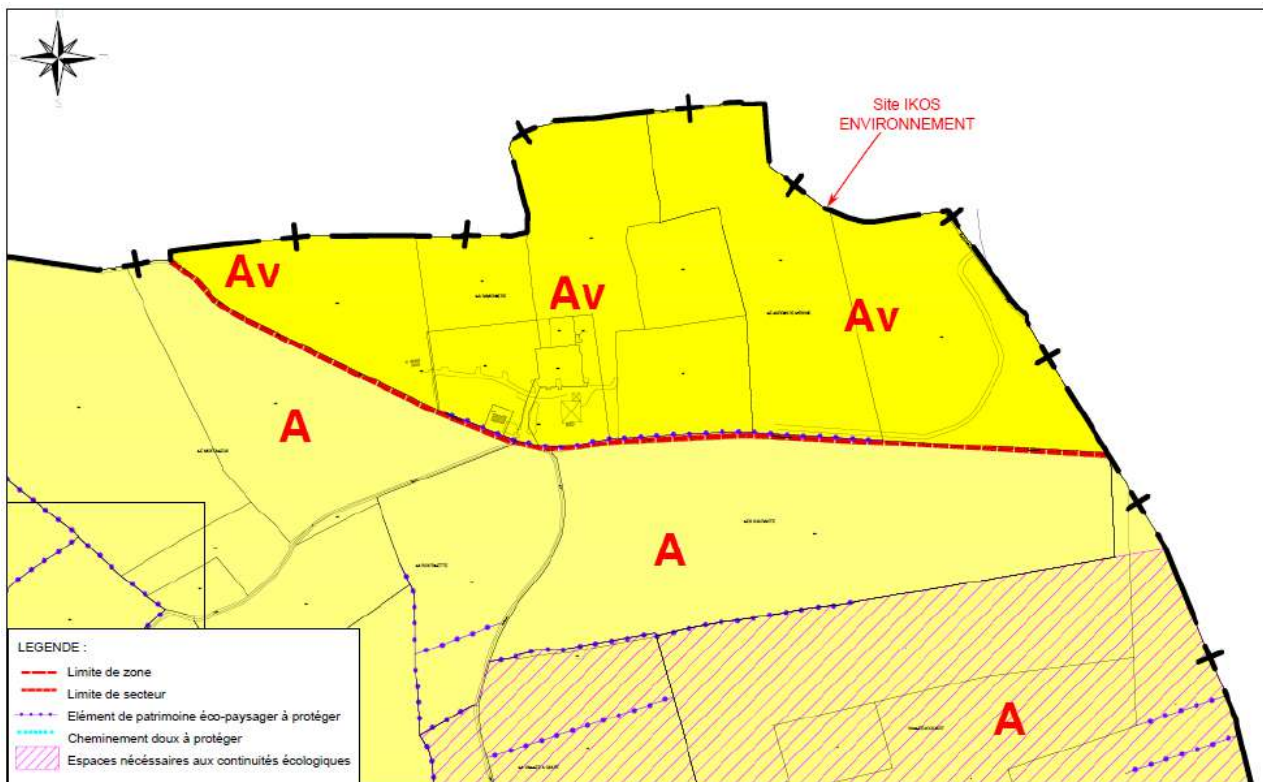 N
S
Site IKOS
ENVIRONNEMENT
Av
Av
Av
A
A
A
LEGENDE :
Limite de zone
Limite de secteur
Elément de patrimoine éco-paysager à protéger
Cheminement doux à protéger
Espaces nécéssaires aux continuités écologiques